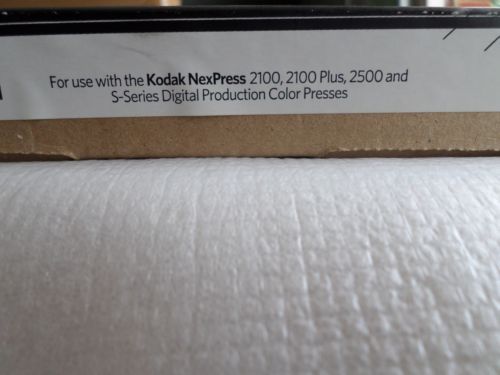 For use with the Kodak NexPress 2100, 2100 Plus, 2500 and
S-Series Digital Production Color Presses